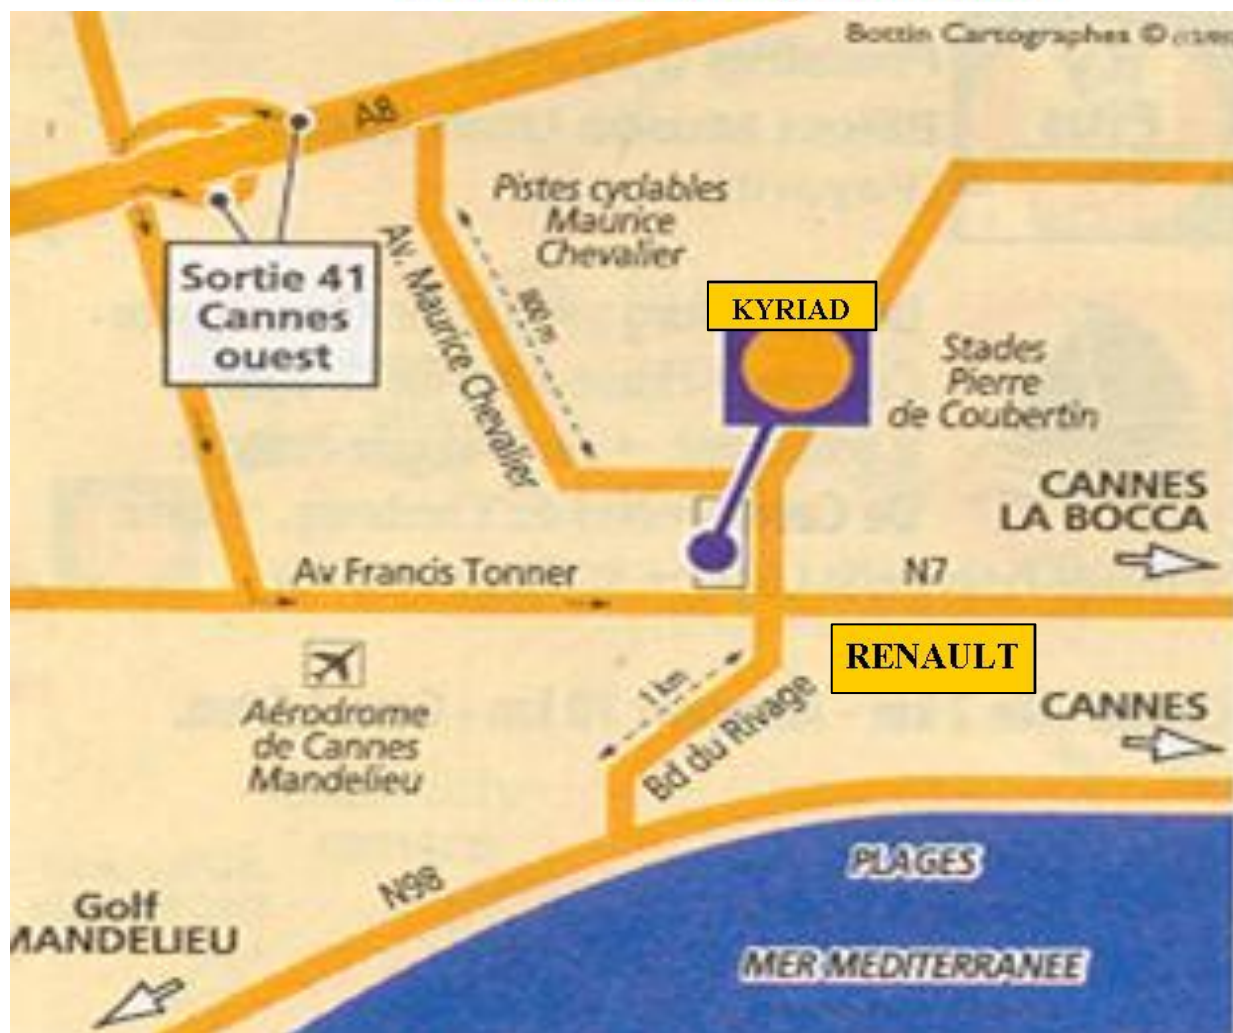 Bottin Cartographes ©
A8
Pistes cyclables
Maurice
Chevalier
Av. Maurice Chevalier
800 m
Sortie 41
Cannes
ouest
KYRIAD
Stades
Pierre
de Coubertin
CANNES
LA BOCCA
Av Francis Tonner
N7
RENAULT
1 km
Bd du Rivage
Aérodrome
de Cannes
Mandelieu
CANNES
PLAGES
N98
Golf
MANDELIEU
MER MEDITERRANEE